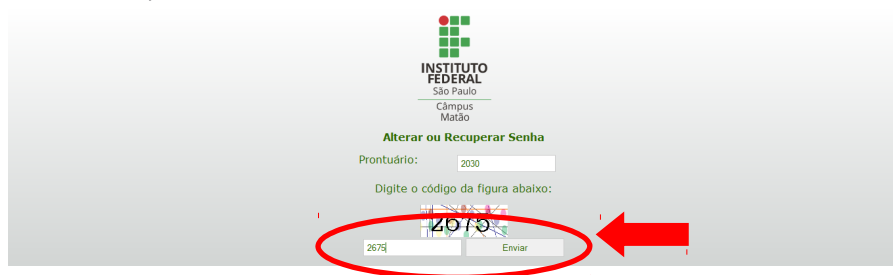 INSTITUTO
FEDERAL
São Paulo
Câmpus
Matão
Alterar ou Recuperar Senha
Prontuário: 2030
Digite o código da figura abaixo:
2675
2675 Enviar